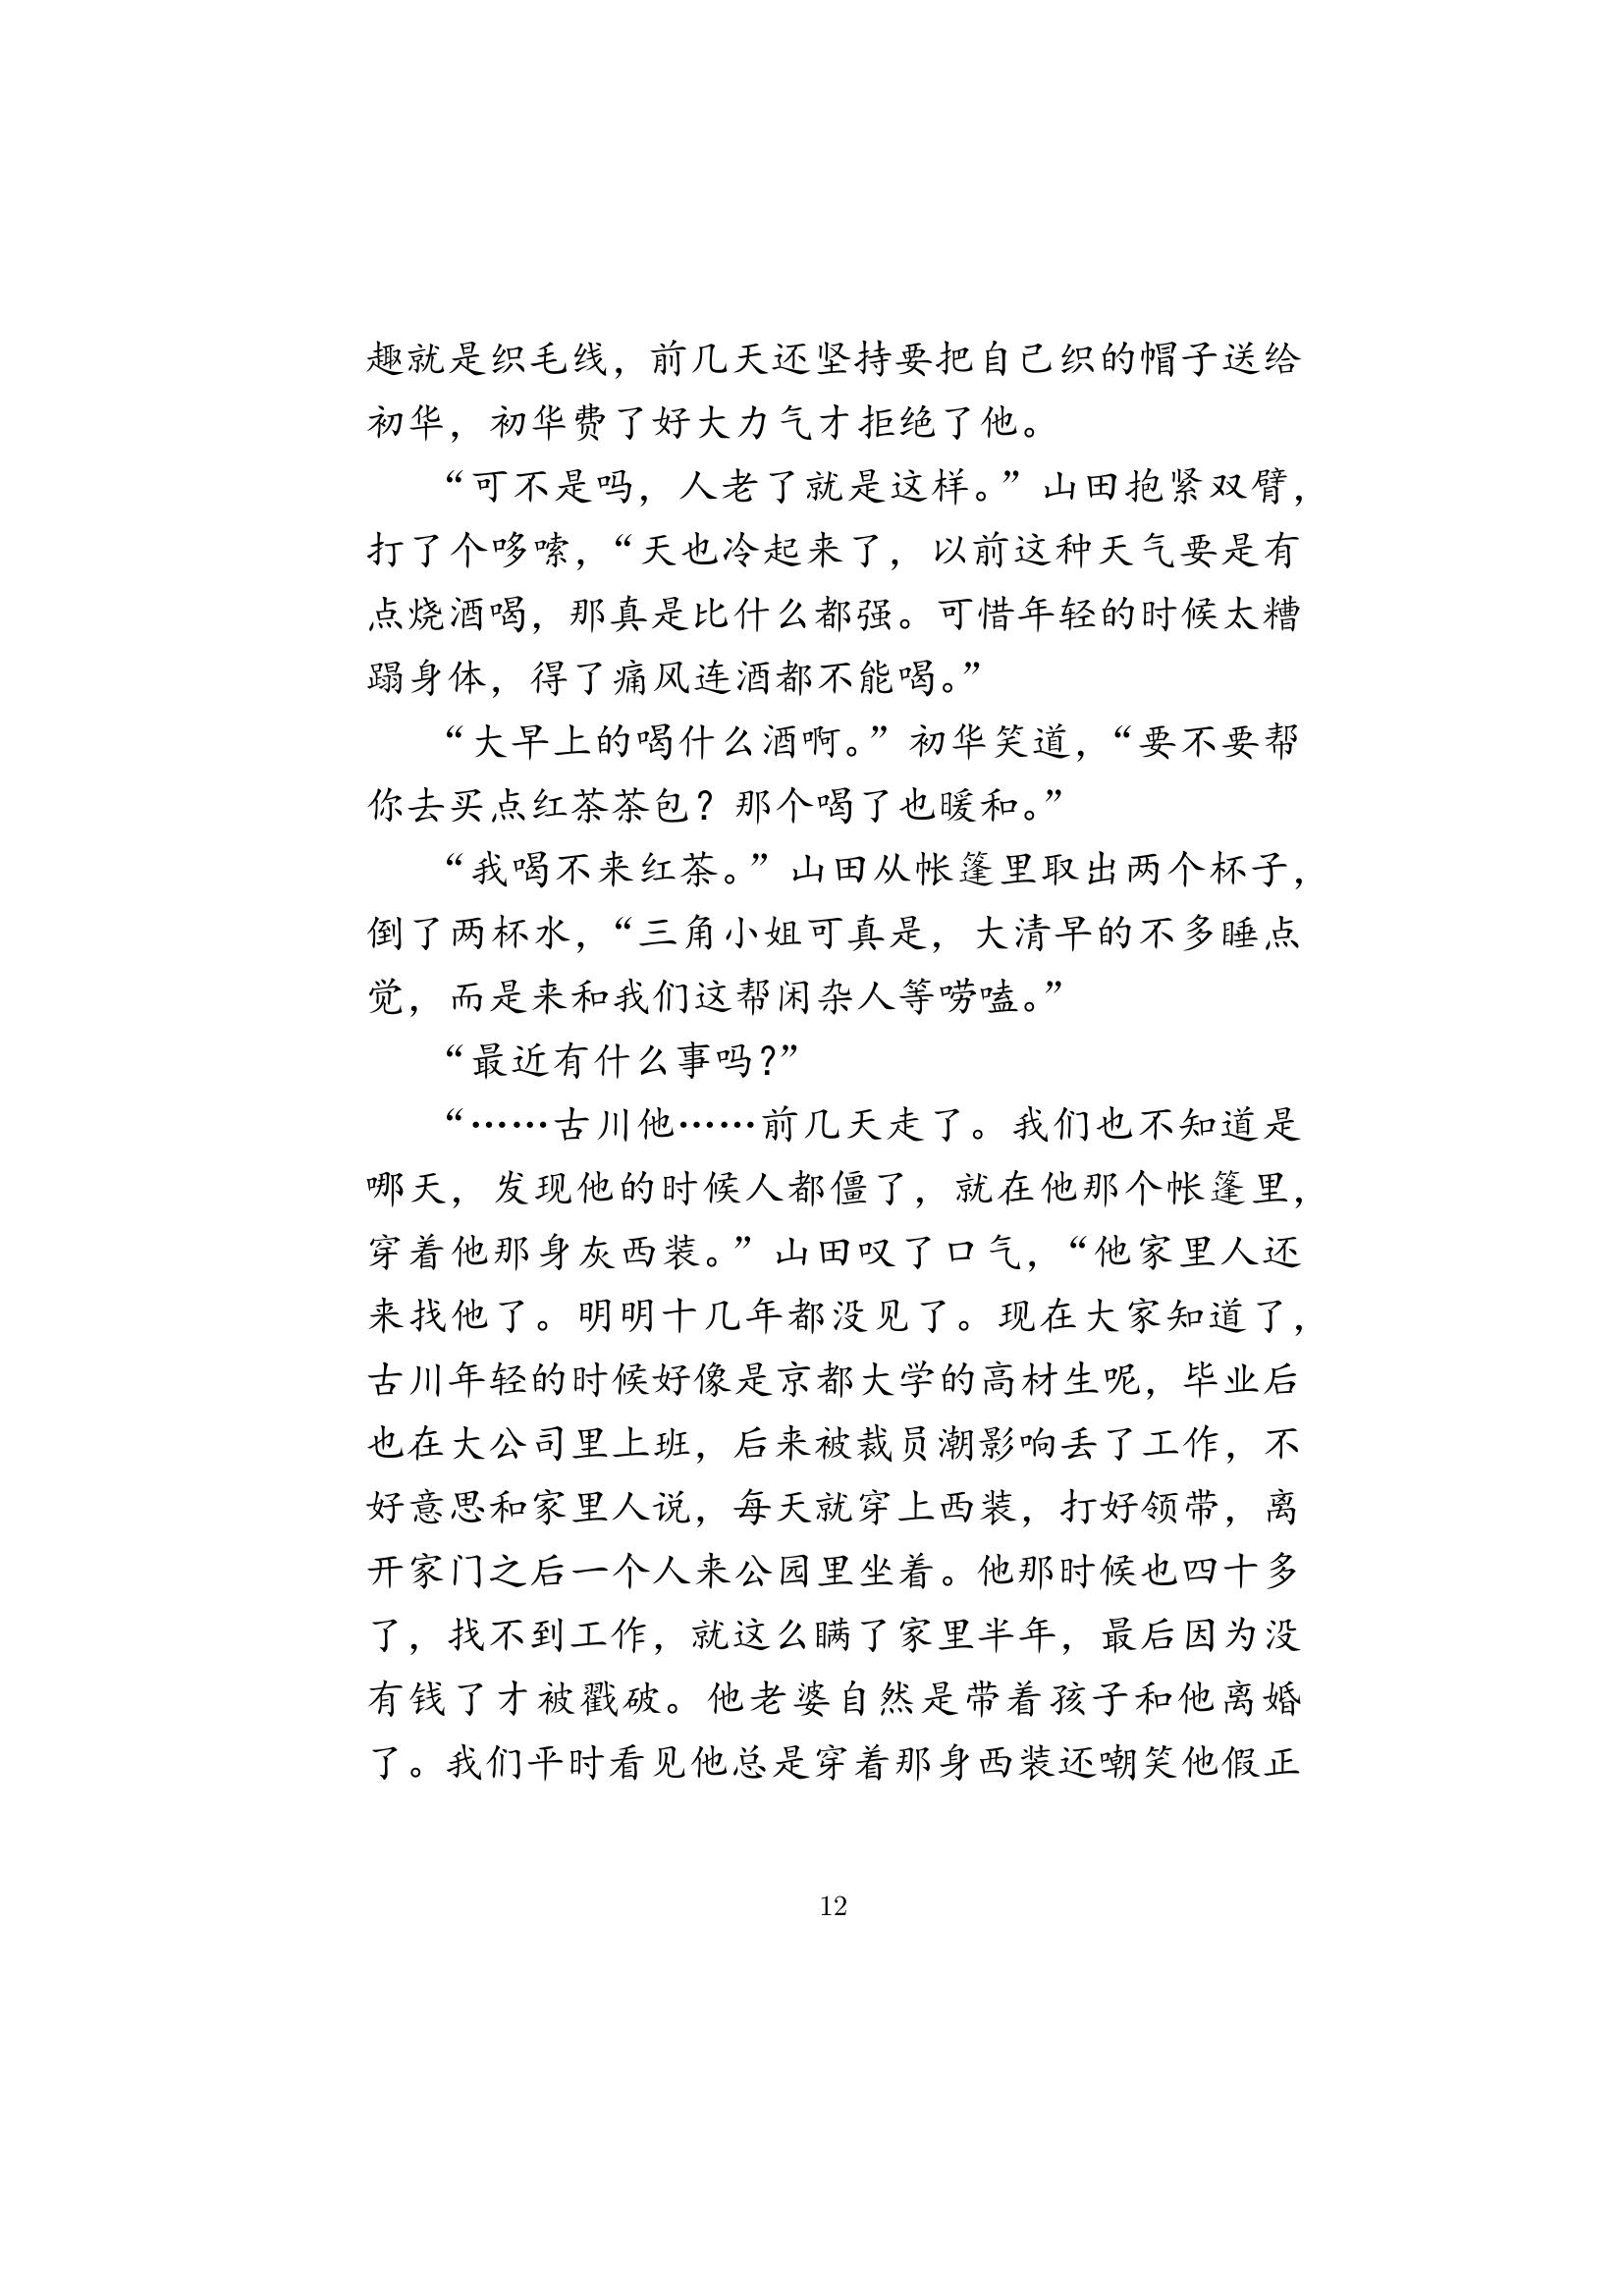 趣就是织毛线，前几天还坚持要把自己织的帽子送给
初华，初华费了好大力气才拒绝了他。
“可不是吗，人老了就是这样。”山田抱紧双臂，
打了个哆嗦，“天也冷起来了，以前这种天气要是有
点烧酒喝，那真是比什么都强。可惜年轻的时候太糟
蹋身体，得了痛风连酒都不能喝。”
“大早上的喝什么酒啊。”初华笑道，“要不要帮
你去买点红茶茶包？那个喝了也暖和。”
“我喝不来红茶。”山田从帐篷里取出两个杯子，
倒了两杯水，“三角小姐可真是，大清早的不多睡点
觉，而是来和我们这帮闲杂人等唠嗑。”
“最近有什么事吗？”
“……古川他……前几天走了。我们也不知道是
哪天，发现他的时候人都僵了，就在他那个帐篷里，
穿着他那身灰西装。”山田叹了口气，“他家里人还
来找他了。明明十几年都没见了。现在大家知道了，
古川年轻的时候好像是京都大学的高材生呢，毕业后
也在大公司里上班，后来被裁员潮影响丢了工作，不
好意思和家里人说，每天就穿上西装，打好领带，离
开家门之后一个人来公园里坐着。他那时候也四十多
了，找不到工作，就这么瞒了家里半年，最后因为没
有钱了才被戳破。他老婆自然是带着孩子和他离婚
了。我们平时看见他总是穿着那身西装还嘲笑他假正
12